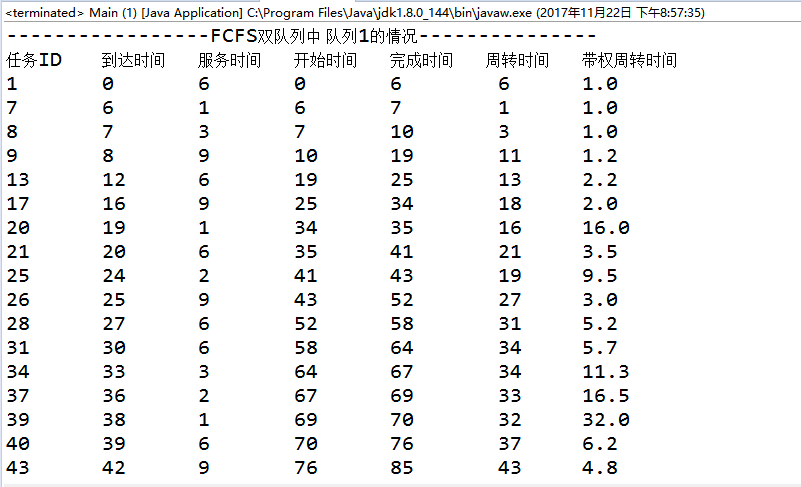 <terminated> Main (1) [Java Application] C:\Program Files\Java\jdk1.8.0_144\bin\javaw.exe (2017年11月22日 下午8:57:35)
-----------------FCFS双队列中 队列1的情况---------------
任务ID 到达时间 服务时间 开始时间 完成时间 周转时间 带权周转时间
1 0 6 0 6 6 1.0
7 6 1 6 7 1 1.0
8 7 3 7 10 3 1.0
9 8 9 10 19 11 1.2
13 12 6 19 25 13 2.2
17 16 9 25 34 18 2.0
20 19 1 34 35 16 16.0
21 20 6 35 41 21 3.5
25 24 2 41 43 19 9.5
26 25 9 43 52 27 3.0
28 27 6 52 58 31 5.2
31 30 6 58 64 34 5.7
34 33 3 64 67 34 11.3
37 36 2 67 69 33 16.5
39 38 1 69 70 32 32.0
40 39 6 70 76 37 6.2
43 42 9 76 85 43 4.8